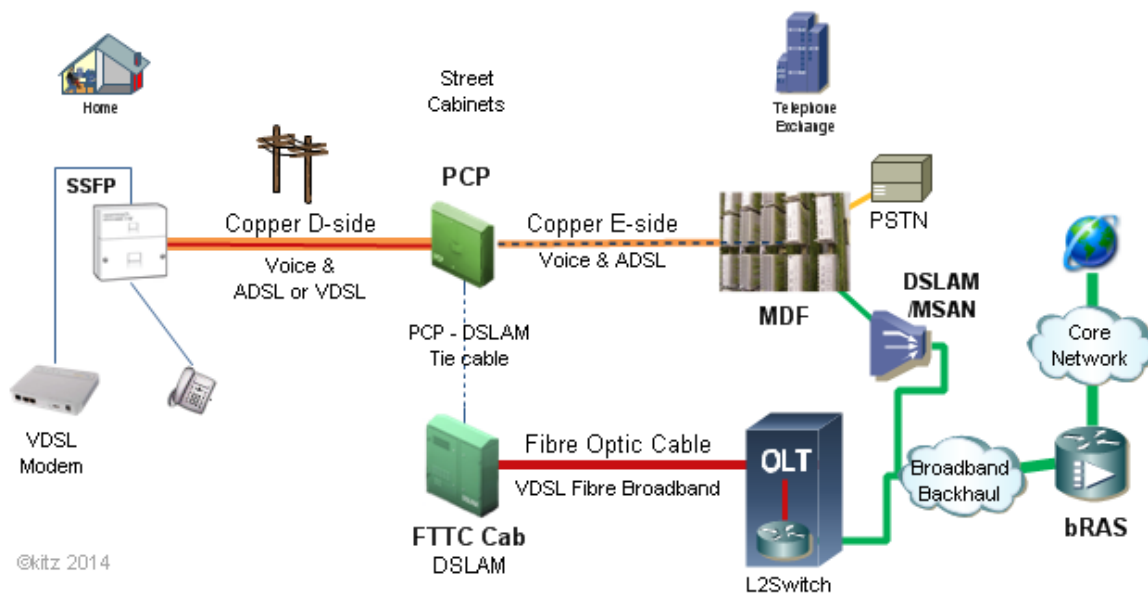 Home
Street
Cabinets
Telephone
Exchange
SSFP
PCP
PSTN
Copper D-side
Copper E-side
Voice &
ADSL or VDSL
Voice & ADSL
MDF
DSLAM
/MSAN
Core
Network
PCP - DSLAM
Tie cable
VDSL
Modem
Fibre Optic Cable
VDSL Fibre Broadband
OLT
Broadband
Backhaul
bRAS
FTTC Cab
DSLAM
L2Switch
©kitz 2014